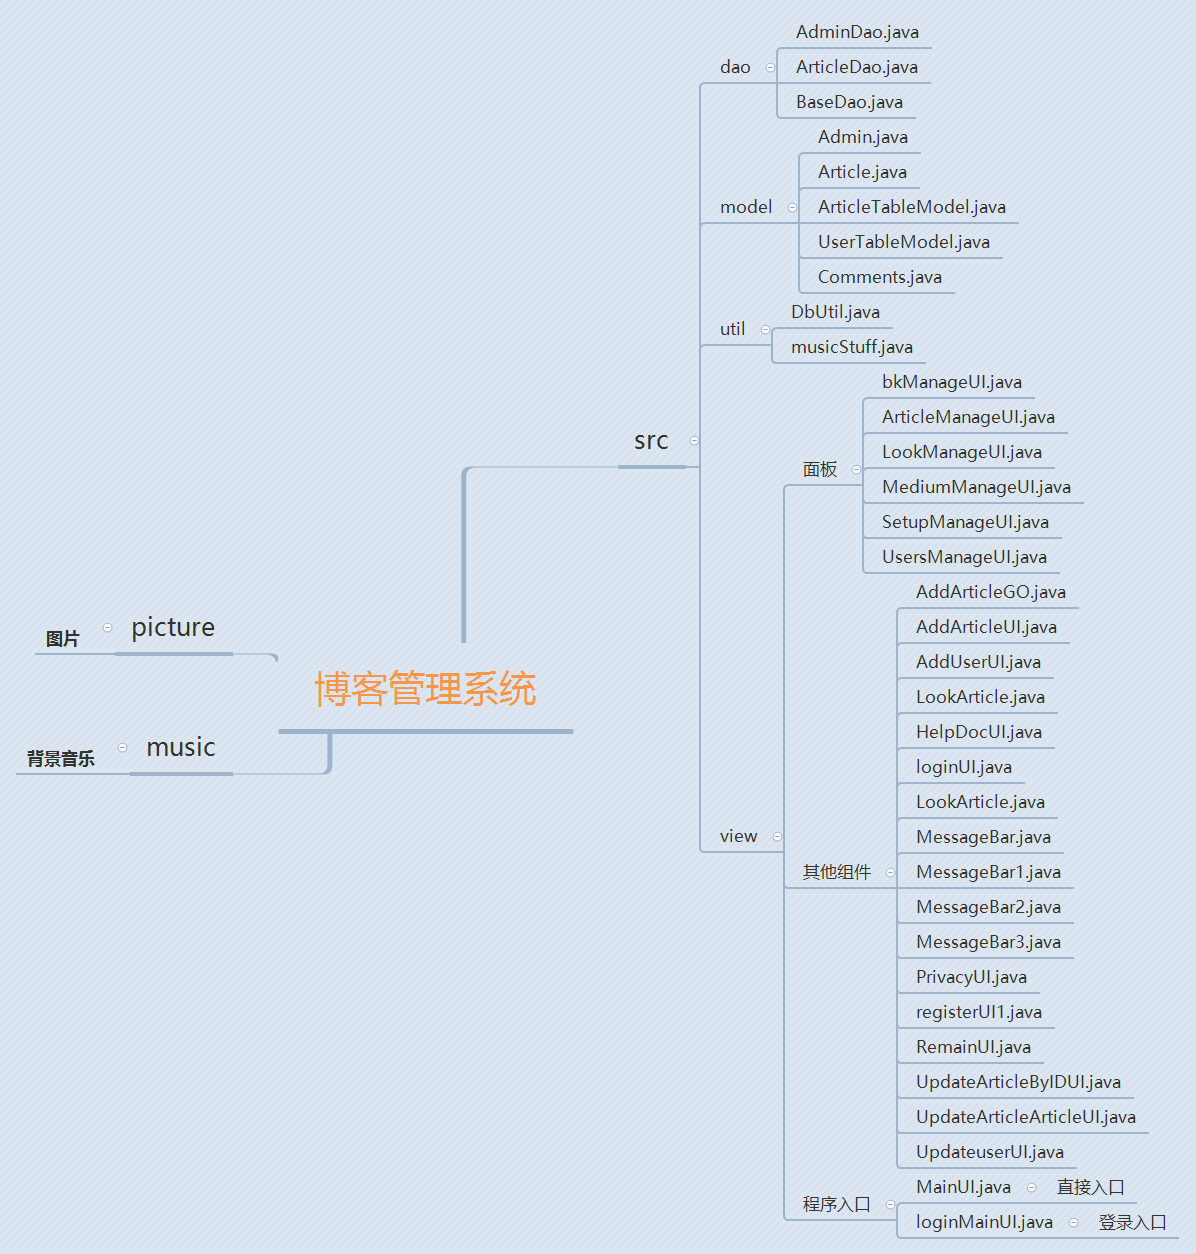 博客管理系统
src
dao
AdminDao.java
ArticleDao.java
BaseDao.java
model
Admin.java
Article.java
ArticleTableModel.java
UserTableModel.java
Comments.java
util
DbUtil.java
musicStuff.java
view
面板
bkManageUI.java
ArticleManageUI.java
LookManageUI.java
MediumManageUI.java
SetupManageUI.java
UsersManageUI.java
其他组件
AddArticleGO.java
AddArticleUI.java
AddUserUI.java
LookArticle.java
HelpDocUI.java
loginUI.java
LookArticle.java
MessageBar.java
MessageBar1.java
MessageBar2.java
MessageBar3.java
PrivacyUI.java
registerUI1.java
RemainUI.java
UpdateArticleByIDUI.java
UpdateArticleArticleUI.java
UpdateuserUI.java
程序入口
MainUI.java 直接入口
loginMainUI.java 登录入口
picture
图片
music
背景音乐